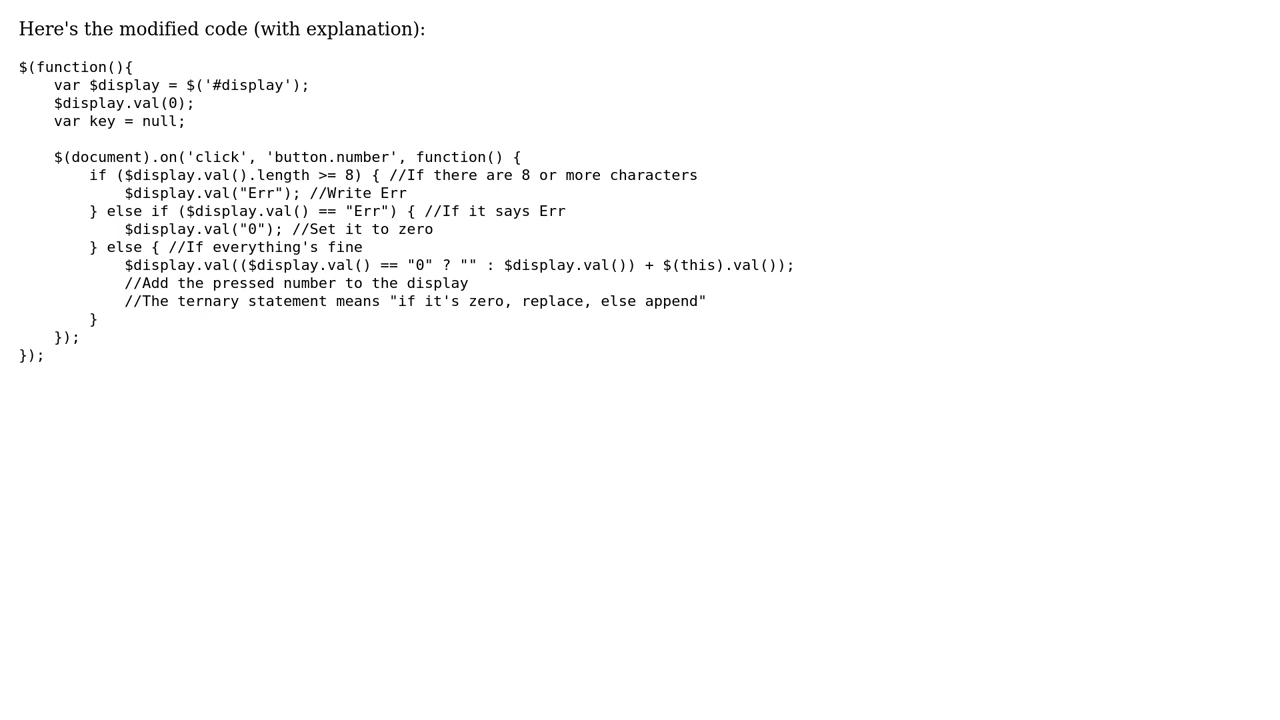 Here's the modified code (with explanation):
$(function(){
    var $display = $('#display');
    $display.val(0);
    var key = null;

    $(document).on('click', 'button.number', function() {
        if ($display.val().length >= 8) { //If there are 8 or more characters
            $display.val("Err"); //Write Err
        } else if ($display.val() == "Err") { //If it says Err
            $display.val("0"); //Set it to zero
        } else { //If everything's fine
            $display.val(($display.val() == "0" ? "" : $display.val()) + $(this).val());
            //Add the pressed number to the display
            //The ternary statement means "if it's zero, replace, else append"
        }
    });
});